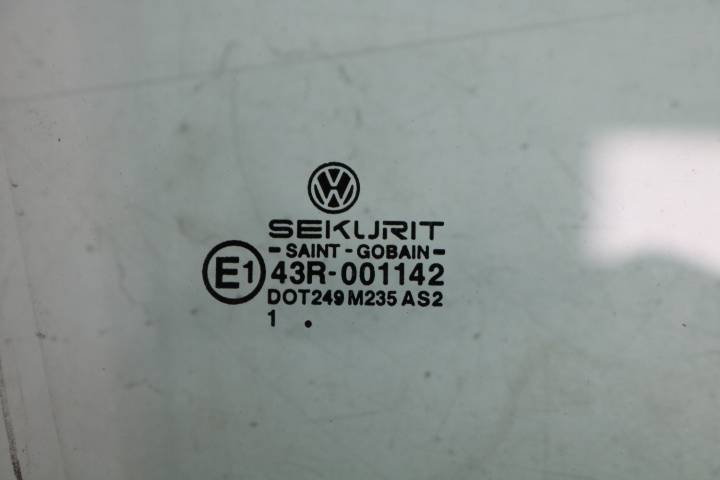 VW
SEKURIT
- SAINT - GOBAIN -
E1 43R-001142
DOT249 M235 AS2
1 .